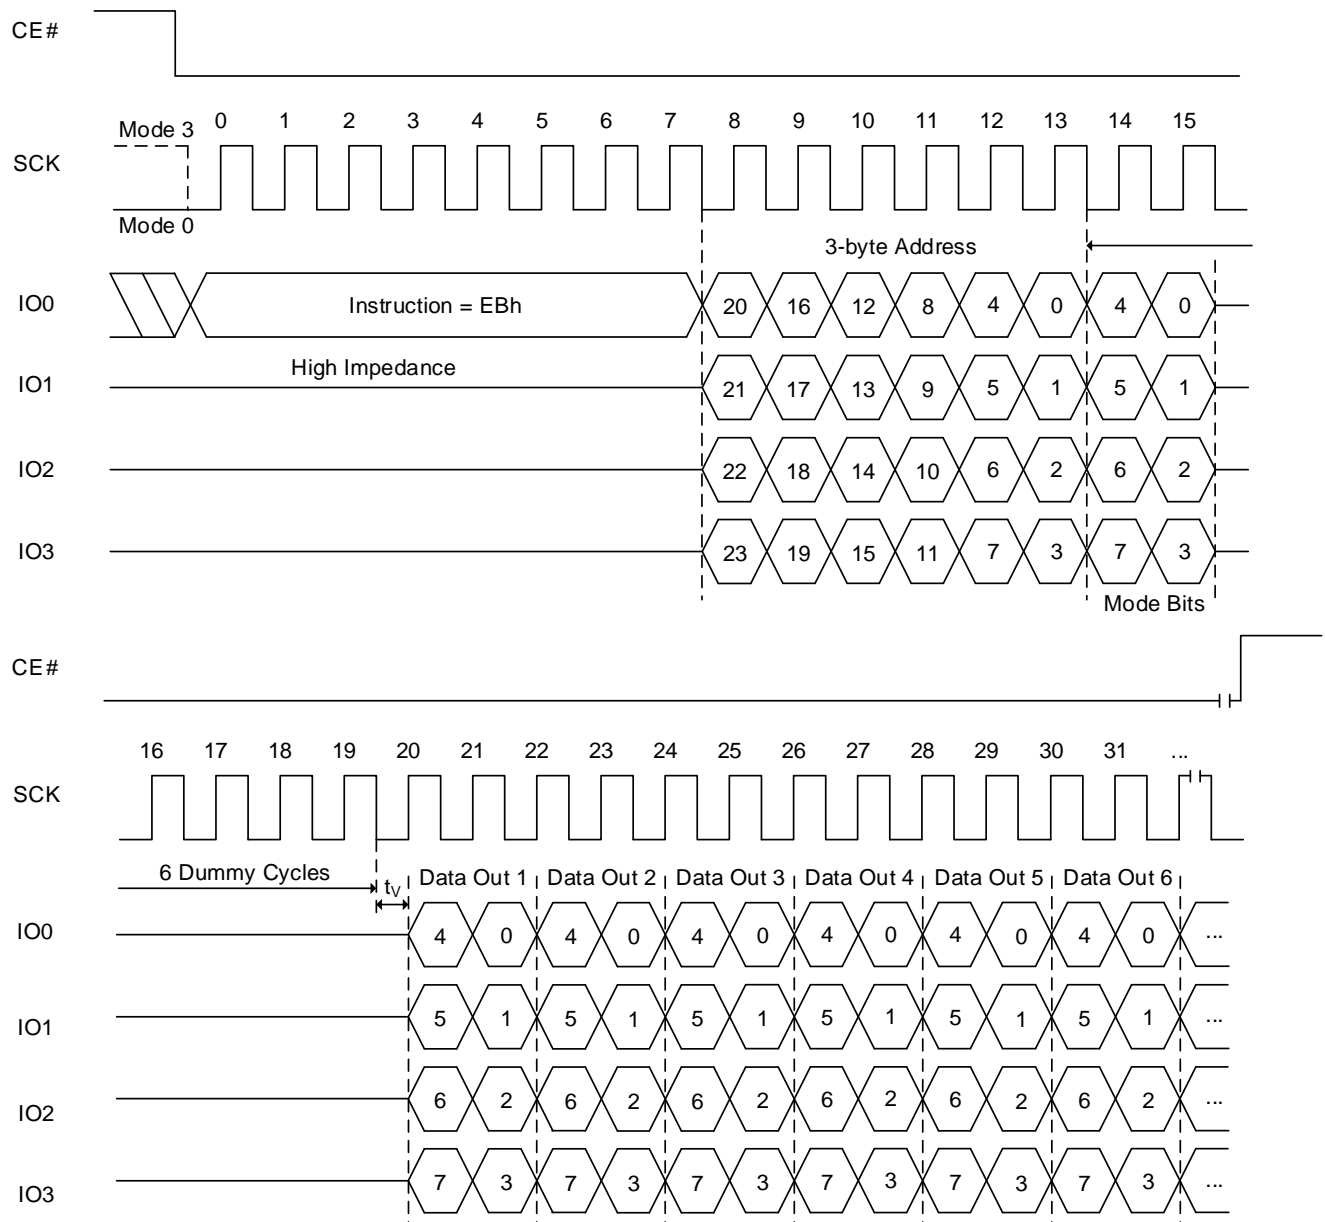 CE#
Mode 3 0 1 2 3 4 5 6 7 8 9 10 11 12 13 14 15
SCK
Mode 0
3-byte Address
IO0 Instruction = EBh 20 16 12 8 4 0 4 0
High Impedance
IO1 21 17 13 9 5 1 5 1
IO2 22 18 14 10 6 2 6 2
IO3 23 19 15 11 7 3 7 3
Mode Bits
CE#
16 17 18 19 20 21 22 23 24 25 26 27 28 29 30 31 ...
SCK
6 Dummy Cycles tV Data Out 1 Data Out 2 Data Out 3 Data Out 4 Data Out 5 Data Out 6
IO0 4 0 4 0 4 0 4 0 4 0 4 0 ...
IO1 5 1 5 1 5 1 5 1 5 1 5 1 ...
IO2 6 2 6 2 6 2 6 2 6 2 6 2 ...
IO3 7 3 7 3 7 3 7 3 7 3 7 3 ...